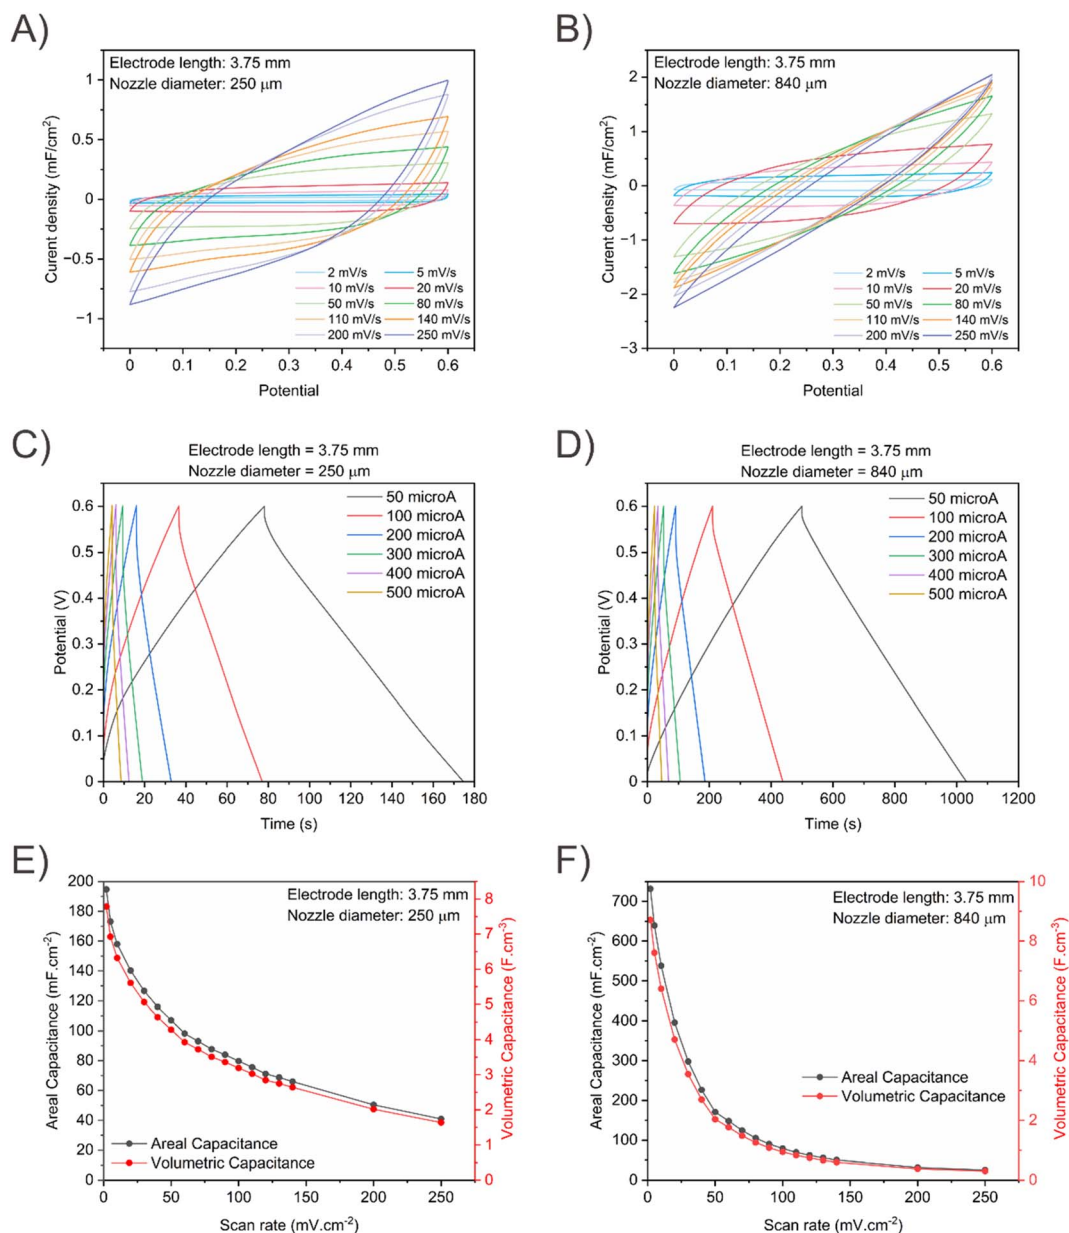 A)
Electrode length: 3.75 mm
Nozzle diameter: 250 µm
Curent density (mF/cm²)
1
0.5
0
−0.5
−1
2 mV/s 5 mV/s
10 mV/s 20 mV/s
50 mV/s 80 mV/s
110 mV/s 140 mV/s
200 mV/s 250 mV/s
0 0.1 0.2 0.3 0.4 0.5 0.6
Potential
B)
Electrode length: 3.75 mm
Nozzle diameter: 840 µm
Curent density (mF/cm²)
2
1
0
−1
−2
−3
2 mV/s 5 mV/s
10 mV/s 20 mV/s
50 mV/s 80 mV/s
110 mV/s 140 mV/s
200 mV/s 250 mV/s
0 0.1 0.2 0.3 0.4 0.5 0.6
Potential
C)
Electrode length = 3.75 mm
Nozzle diameter = 250 µm
Potential (V)
0.6
0.5
0.4
0.3
0.2
0.1
0
50 microA
100 microA
200 microA
300 microA
400 microA
500 microA
0 20 40 60 80 100 120 140 160 180
Time (s)
D)
Electrode length = 3.75 mm
Nozzle diameter = 840 µm
Potential (V)
0.6
0.5
0.4
0.3
0.2
0.1
0
50 microA
100 microA
200 microA
300 microA
400 microA
500 microA
0 200 400 600 800 1000 1200
Time (s)
E)
Electrode length: 3.75 mm
Nozzle diameter: 250 µm
Areal Capacitance (mF.cm⁻²)
200
180
160
140
120
100
80
60
40
20
0
8
7
6
5
4
3
2
1
0
Volumetric Capacitance (F.cm⁻³)
Areal Capacitance
Volumetric Capacitance
0 50 100 150 200 250
Scan rate (mV.cm⁻²)
F)
Electrode length: 3.75 mm
Nozzle diameter: 840 µm
Areal Capacitance (mF.cm⁻²)
700
650
600
550
500
450
400
350
300
250
200
150
100
50
0
10
8
6
4
2
0
Volumetric Capacitance (F.cm⁻³)
Areal Capacitance
Volumetric Capacitance
0 50 100 150 200 250
Scan rate (mV.cm⁻²)